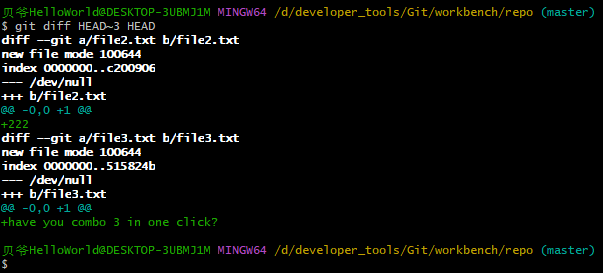 贝爷HelloWorld@DESKTOP-3UBMJ1M MINGW64 /d/developer_tools/Git/workbench/repo (master)
$ git diff HEAD~3 HEAD
diff --git a/file2.txt b/file2.txt
new file mode 100644
index 0000000..c200906
--- /dev/null
+++ b/file2.txt
@@ -0,0 +1 @@
+222
diff --git a/file3.txt b/file3.txt
new file mode 100644
index 0000000..515824b
--- /dev/null
+++ b/file3.txt
@@ -0,0 +1 @@
+have you combo 3 in one click?
贝爷HelloWorld@DESKTOP-3UBMJ1M MINGW64 /d/developer_tools/Git/workbench/repo (master)
$